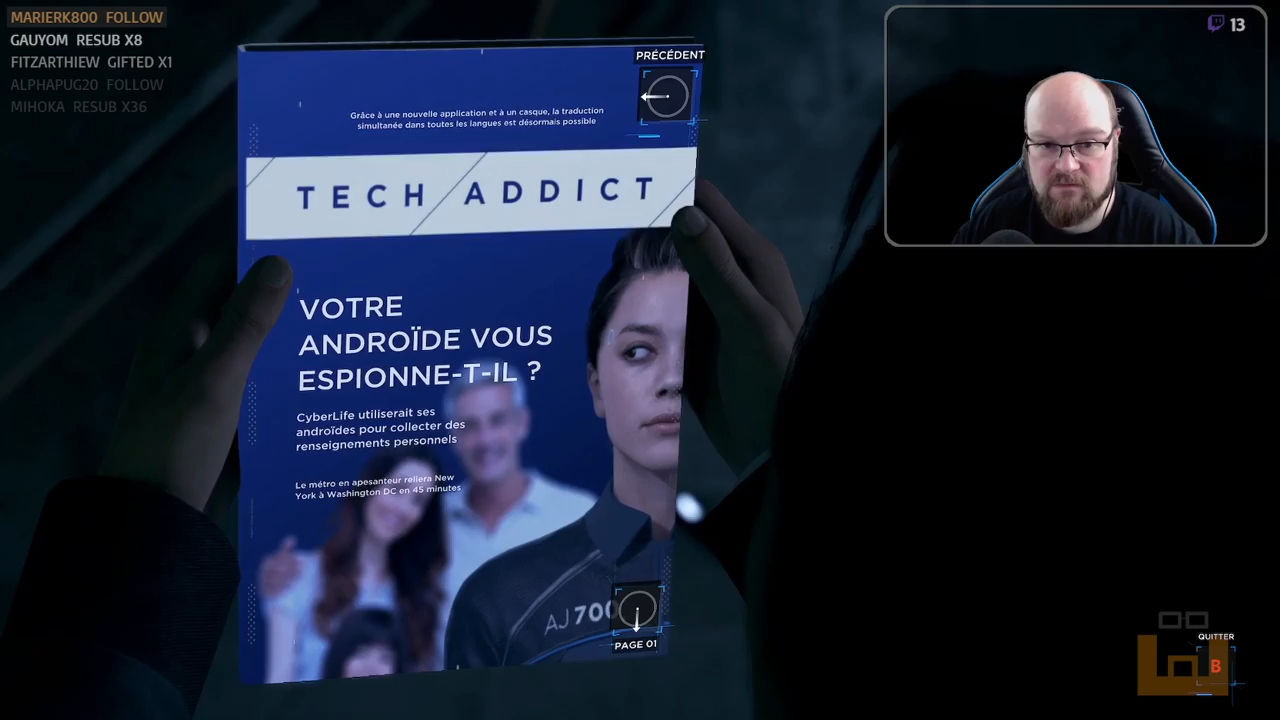 MARIERK800 FOLLOW
GAUYOM RESUB X8
FITZARTHIEW GIFTED X1
ALPHAPUG20 FOLLOW
MIHOKA RESUB X36
13
PRÉCÉDENT
Grâce à une nouvelle application et à un casque, la traduction
simultanée dans toutes les langues est désormais possible
TECH ADDICT
VOTRE
ANDROÏDE VOUS
ESPIONNE-T-IL ?
CyberLife utiliserait ses
androïdes pour collecter des
renseignements personnels
Le métro en apesanteur reliera New
York à Washington DC en 45 minutes
AJ700
PAGE 01
QUITTER
B